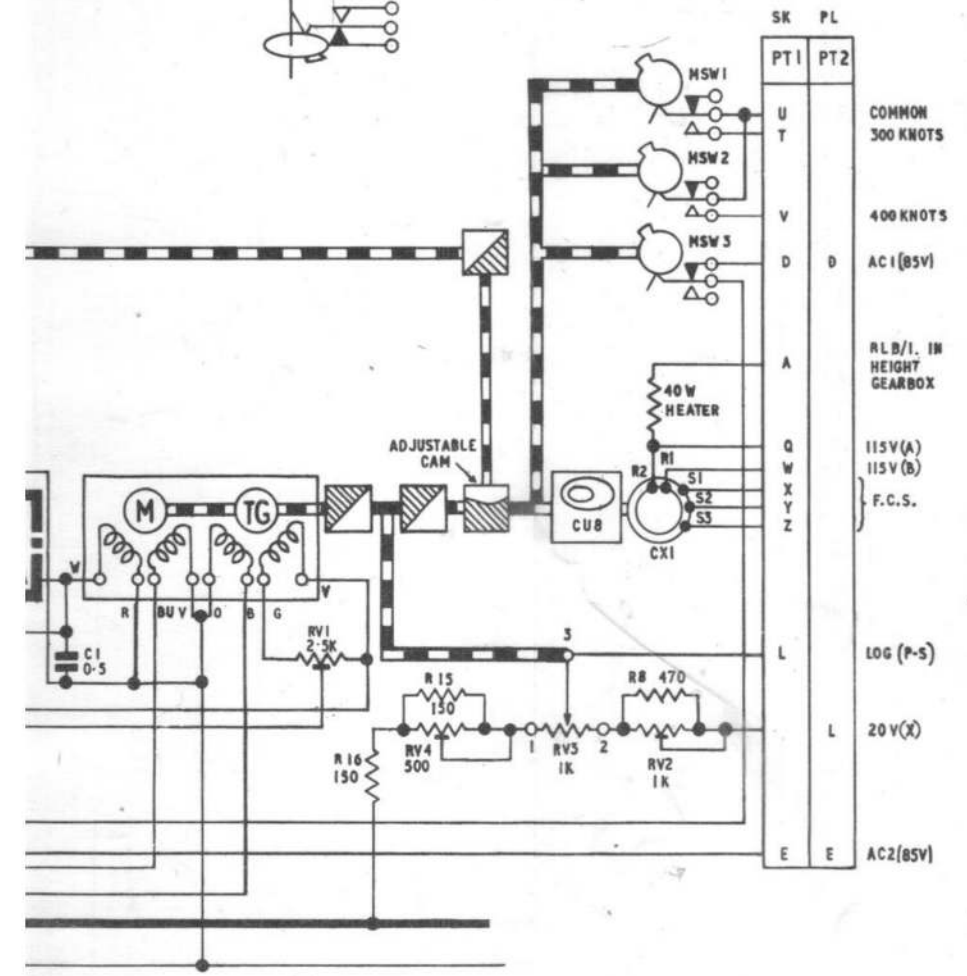 SK PL
PT1 PT2
MSW1
U COMMON
T 300 KNOTS
MSW2
V 400 KNOTS
MSW3
D D AC1(85V)
A RLB/1. IN
HEIGHT
GEARBOX
40W
HEATER
Q 115V(A)
R1
W 115V(B)
R2 S1
X
S2
Y F.C.S.
S3
Z
ADJUSTABLE
CAM
M TG
CU8
CX1
W V
R BU V O B G
RV1
2·5K
C1
0·5
3
L LOG (P-S)
R15
150
R8 470
1 2
L 20V(X)
RV4
500
RV3
1K
RV2
1K
R16
150
E E AC2(85V)